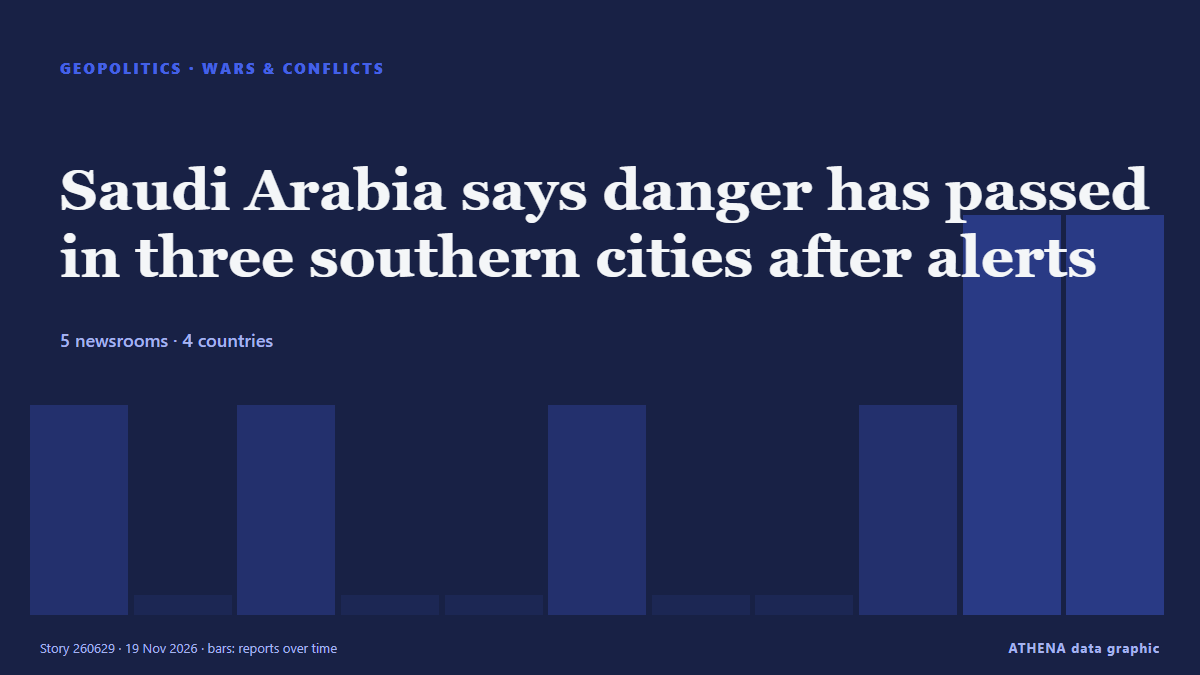 GEOPOLITICS · WARS & CONFLICTS
Saudi Arabia says danger has passed
in three southern cities after alerts
5 newsrooms · 4 countries
Story 260629 · 19 Nov 2026 · bars: reports over time
ATHENA data graphic